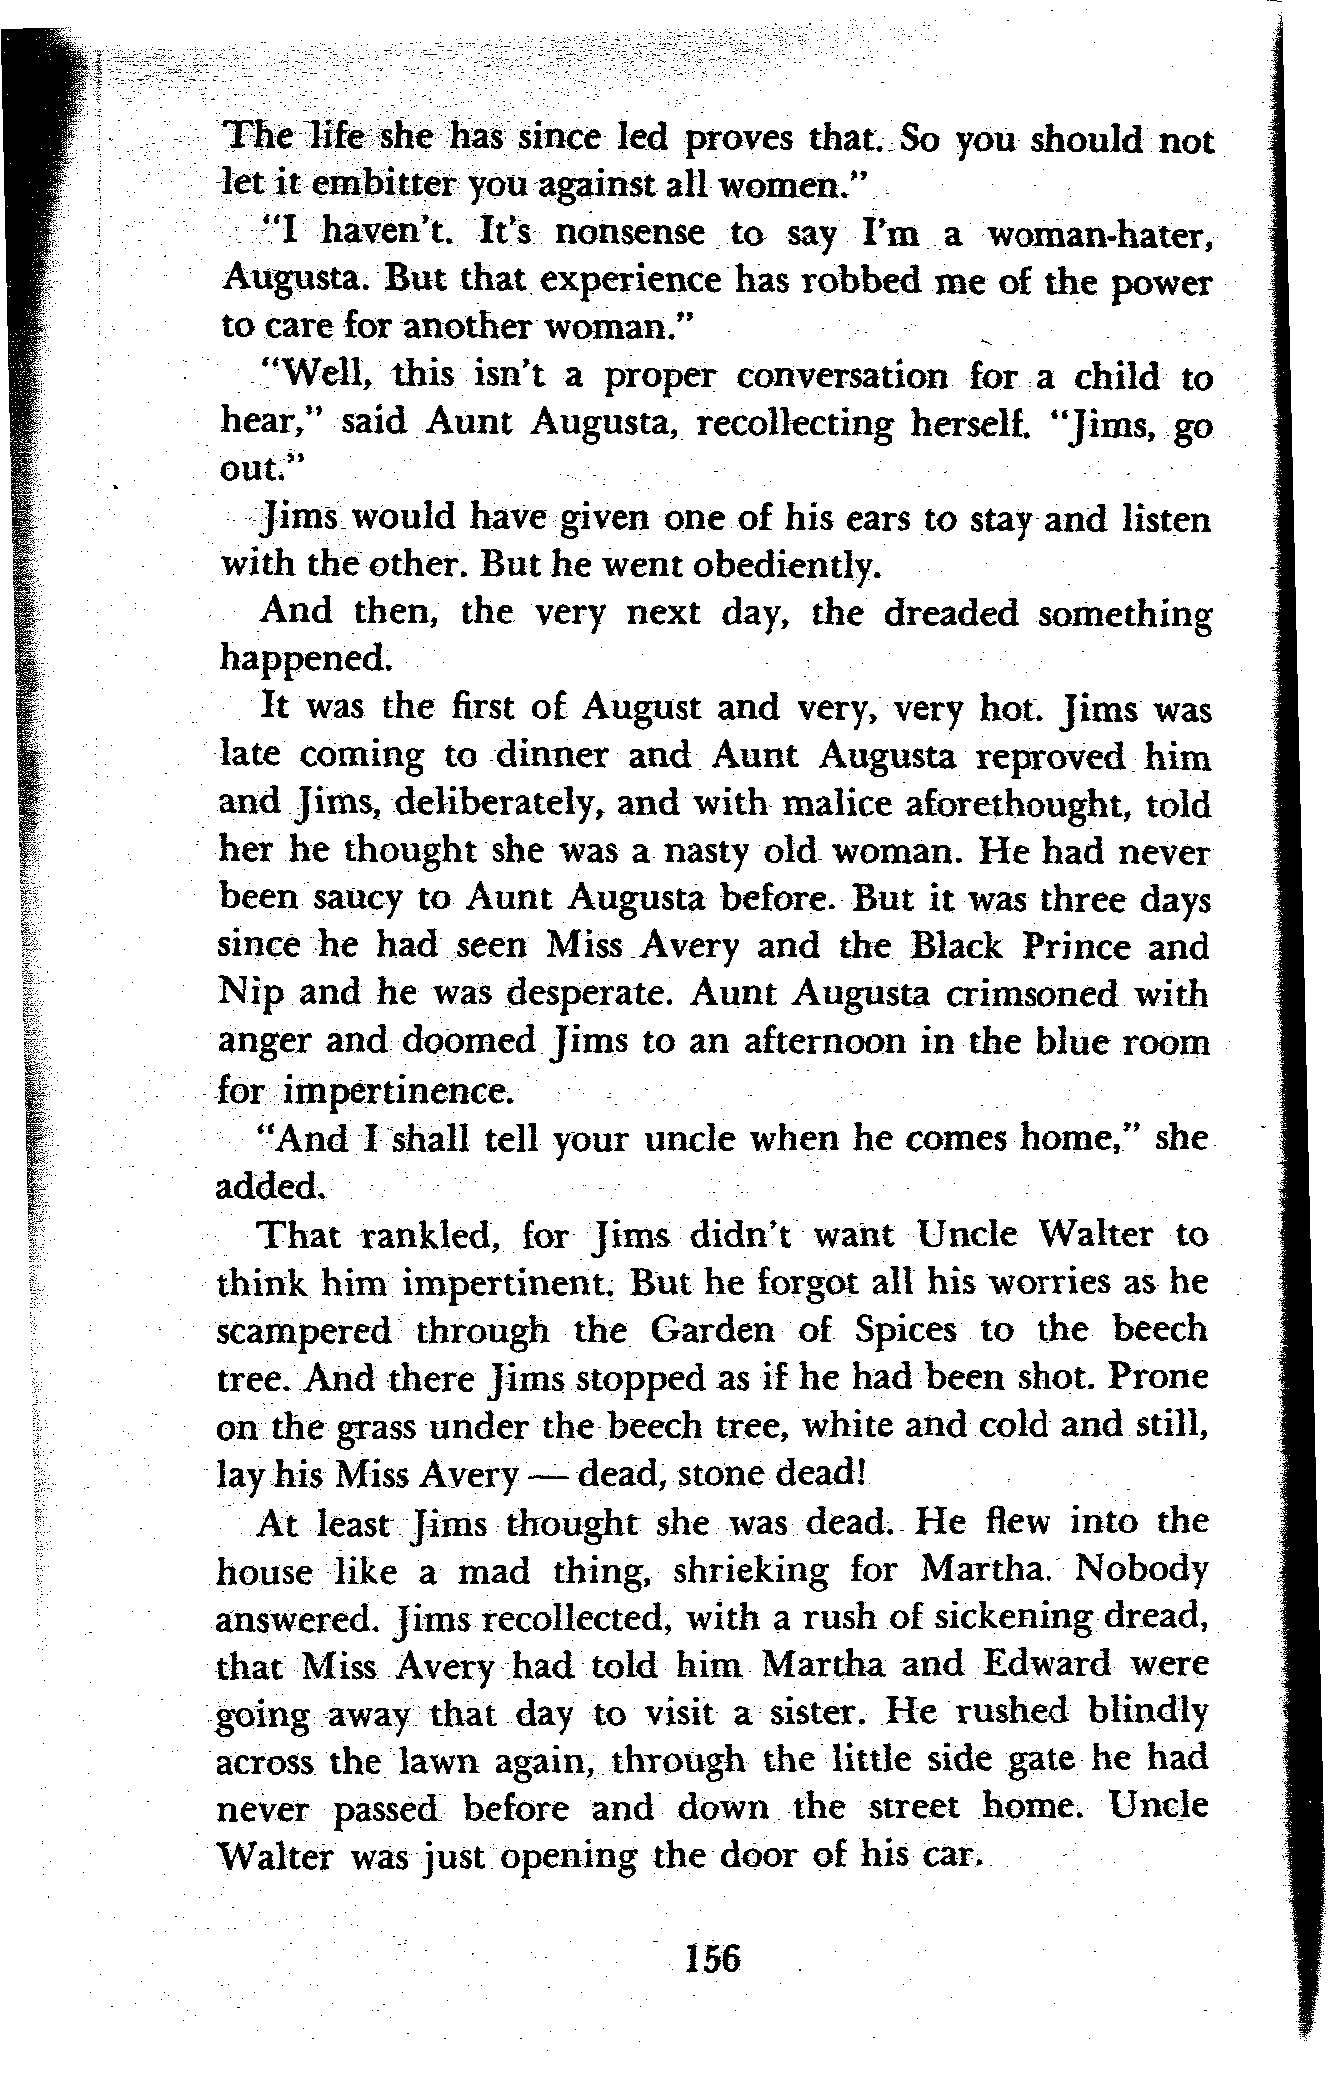 The life she has since led proves that. So you should not
let it embitter you against all women.”
“I haven’t. It’s nonsense to say I’m a woman-hater,
Augusta. But that experience has robbed me of the power
to care for another woman.”
“Well, this isn’t a proper conversation for a child to
hear,” said Aunt Augusta, recollecting herself. “Jims, go
out.”
Jims would have given one of his ears to stay and listen
with the other. But he went obediently.
And then, the very next day, the dreaded something
happened.
It was the first of August and very, very hot. Jims was
late coming to dinner and Aunt Augusta reproved him
and Jims, deliberately, and with malice aforethought, told
her he thought she was a nasty old woman. He had never
been saucy to Aunt Augusta before. But it was three days
since he had seen Miss Avery and the Black Prince and
Nip and he was desperate. Aunt Augusta crimsoned with
anger and doomed Jims to an afternoon in the blue room
for impertinence.
“And I shall tell your uncle when he comes home,” she
added.
That rankled, for Jims didn’t want Uncle Walter to
think him impertinent. But he forgot all his worries as he
scampered through the Garden of Spices to the beech
tree. And there Jims stopped as if he had been shot. Prone
on the grass under the beech tree, white and cold and still,
lay his Miss Avery — dead, stone dead!
At least Jims thought she was dead. He flew into the
house like a mad thing, shrieking for Martha. Nobody
answered. Jims recollected, with a rush of sickening dread,
that Miss Avery had told him Martha and Edward were
going away that day to visit a sister. He rushed blindly
across the lawn again, through the little side gate he had
never passed before and down the street home. Uncle
Walter was just opening the door of his car.
156